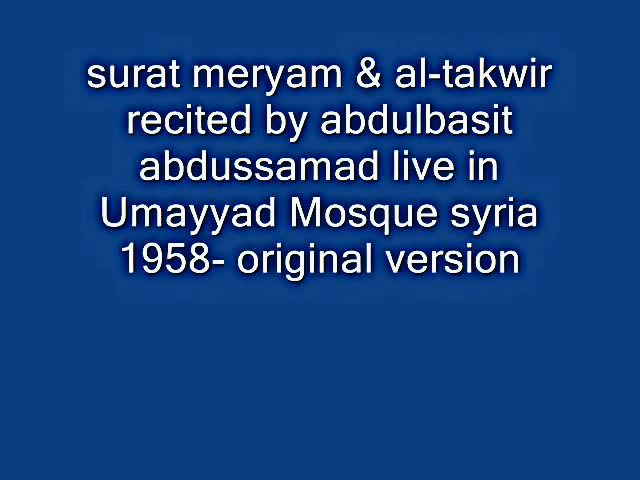 surat meryam & al-takwir
recited by abdulbasit
abdussamad live in
Umayyad Mosque syria
1958- original version